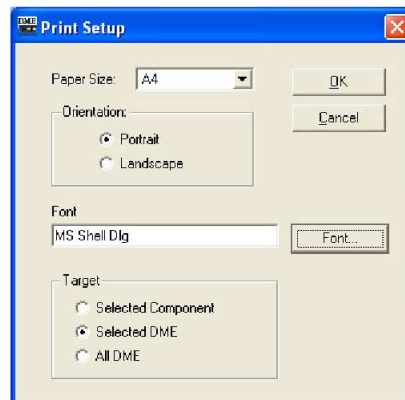 DME Print Setup
Paper Size: A4 OK
Orientation: Cancel
Portrait
Landscape
Font
MS Shell Dlg Font...
Target
Selected Component
Selected DME
All DME